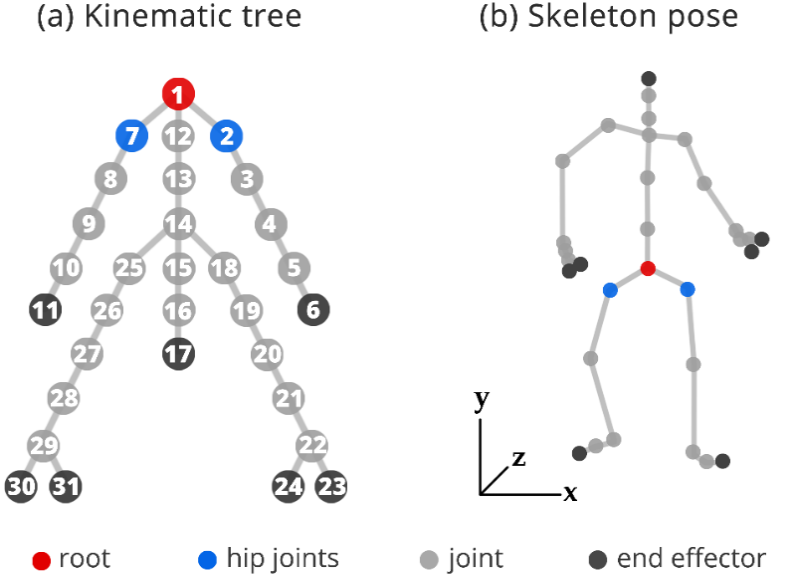 (a) Kinematic tree (b) Skeleton pose
1
7 12 2
8 13 3
9 14 4
10 25 15 18 5
11 26 16 19 6
27 17 20
28 21
29 22
30 31 24 23
y
z
x
root hip joints joint end effector